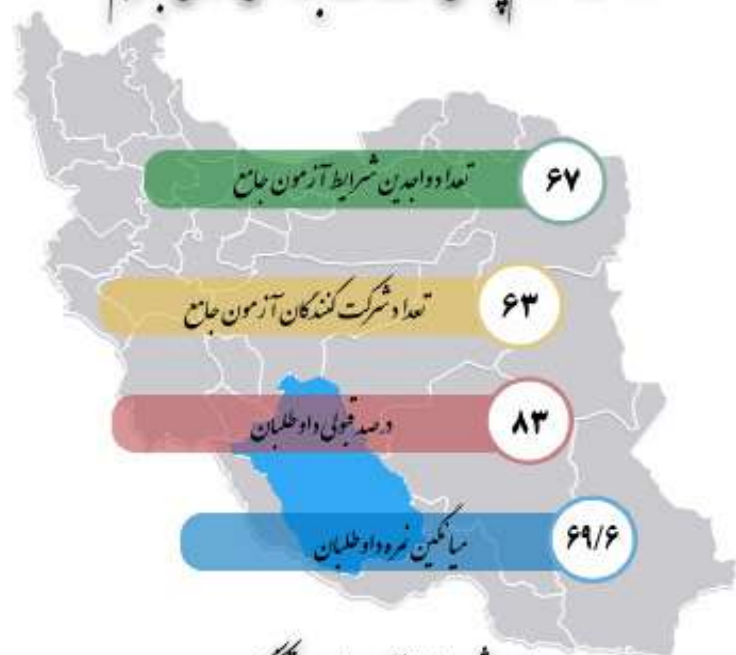 تعداد واجدین شرایط آزمون جامع ۶۷
تعداد شرکت کنندگان آزمون جامع ۶۳
درصد قبولی داوطلبان ۸۳
میانگین نمره داوطلبان ۶۹/۶